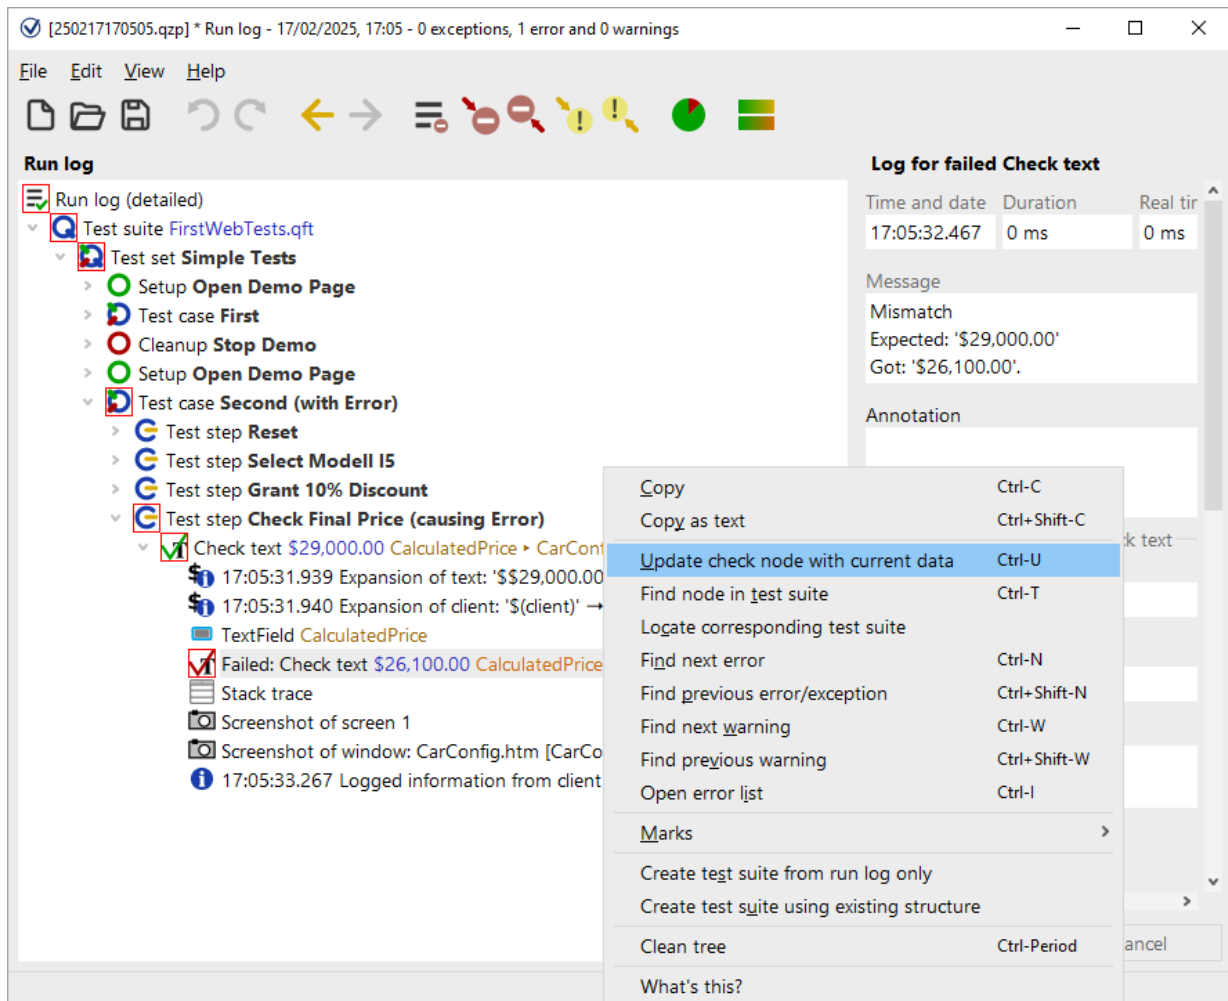 [250217170505.qzp] * Run log - 17/02/2025, 17:05 - 0 exceptions, 1 error and 0 warnings
File Edit View Help
Run log
Run log (detailed)
Test suite FirstWebTests.qft
Test set Simple Tests
Setup Open Demo Page
Test case First
Cleanup Stop Demo
Setup Open Demo Page
Test case Second (with Error)
Test step Reset
Test step Select Modell I5
Test step Grant 10% Discount
Test step Check Final Price (causing Error)
Check text $29,000.00 CalculatedPrice ‣ CarConf
17:05:31.939 Expansion of text: '$$29,000.00
17:05:31.940 Expansion of client: '$(client)' →
TextField CalculatedPrice
Failed: Check text $26,100.00 CalculatedPrice
Stack trace
Screenshot of screen 1
Screenshot of window: CarConfig.htm [CarCo
17:05:33.267 Logged information from client
Log for failed Check text
Time and date Duration Real tir
17:05:32.467 0 ms 0 ms
Message
Mismatch
Expected: '$29,000.00'
Got: '$26,100.00'.
Annotation
text
ancel
Copy Ctrl-C
Copy as text Ctrl+Shift-C
Update check node with current data Ctrl-U
Find node in test suite Ctrl-T
Locate corresponding test suite
Find next error Ctrl-N
Find previous error/exception Ctrl+Shift-N
Find next warning Ctrl-W
Find previous warning Ctrl+Shift-W
Open error list Ctrl-I
Marks
Create test suite from run log only
Create test suite using existing structure
Clean tree Ctrl-Period
What's this?